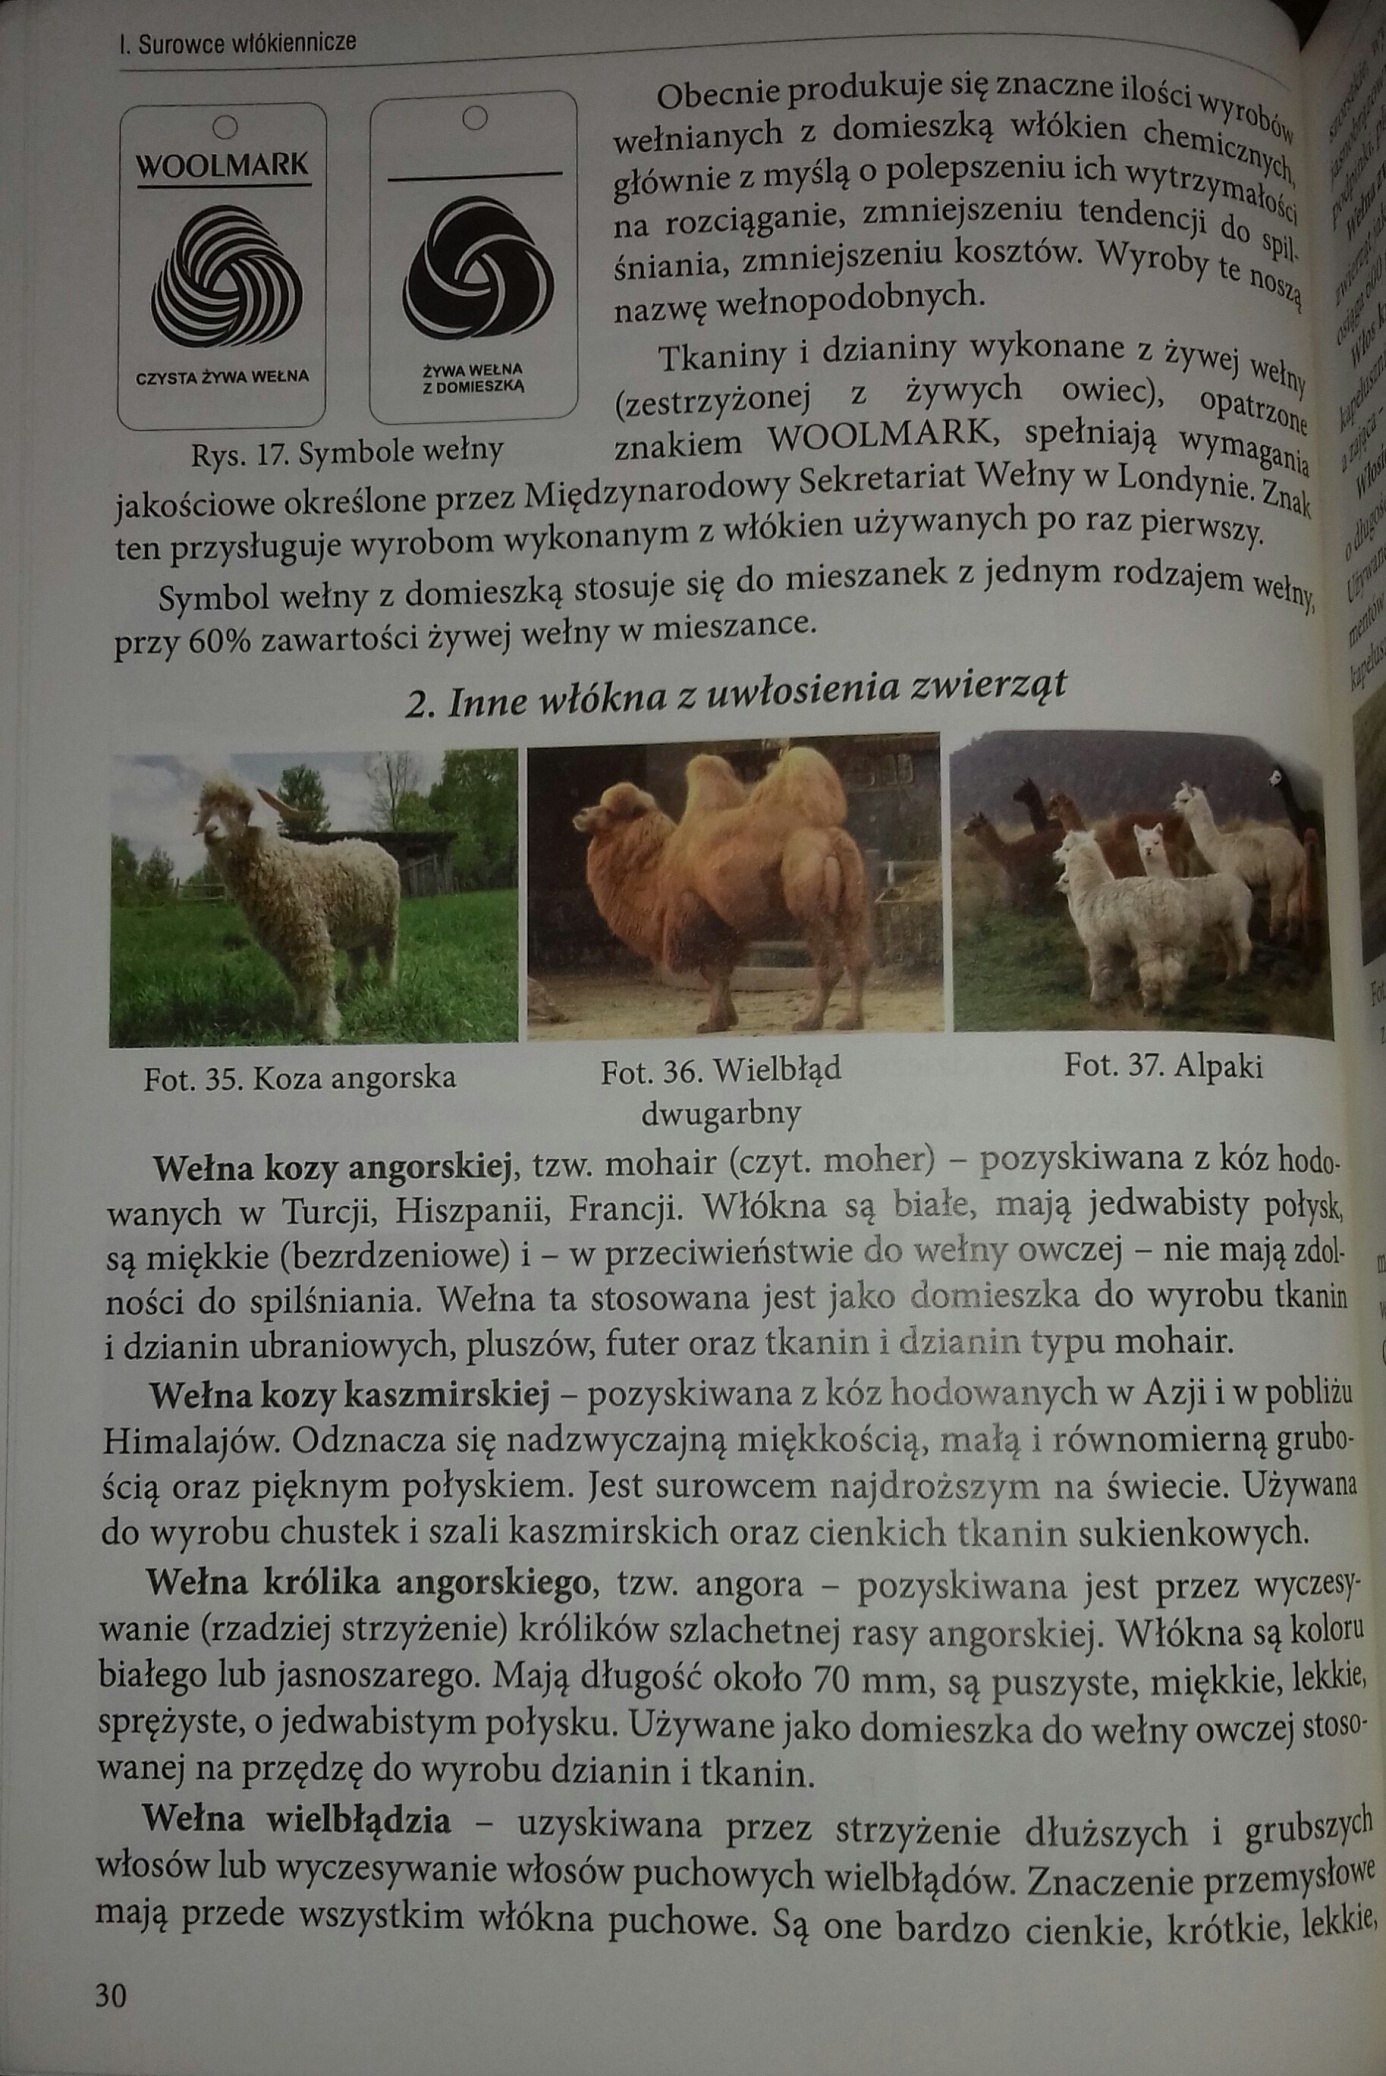 I. Surowce włókiennicze
WOOLMARK
CZYSTA ŻYWA WEŁNA
ŻYWA WEŁNA
Z DOMIESZKĄ
Rys. 17. Symbole wełny
Obecnie produkuje się znaczne ilości wyrobów
wełnianych z domieszką włókien chemicznych,
głównie z myślą o polepszeniu ich wytrzymałości
na rozciąganie, zmniejszeniu tendencji do spil-
śniania, zmniejszeniu kosztów. Wyroby te noszą
nazwę wełnopodobnych.
Tkaniny i dzianiny wykonane z żywej wełny
(zestrzyżonej z żywych owiec), opatrzone
znakiem WOOLMARK, spełniają wymagania
jakościowe określone przez Międzynarodowy Sekretariat Wełny w Londynie. Znak
ten przysługuje wyrobom wykonanym z włókien używanych po raz pierwszy.
Symbol wełny z domieszką stosuje się do mieszanek z jednym rodzajem wełny,
przy 60% zawartości żywej wełny w mieszance.
2. Inne włókna z uwłosienia zwierząt
Fot. 35. Koza angorska
Fot. 36. Wielbłąd
dwugarbny
Fot. 37. Alpaki
Wełna kozy angorskiej, tzw. mohair (czyt. moher) – pozyskiwana z kóz hodo-
wanych w Turcji, Hiszpanii, Francji. Włókna są białe, mają jedwabisty połysk,
są miękkie (bezrdzeniowe) i – w przeciwieństwie do wełny owczej – nie mają zdol-
ności do spilśniania. Wełna ta stosowana jest jako domieszka do wyrobu tkanin
i dzianin ubraniowych, pluszów, futer oraz tkanin i dzianin typu mohair.
Wełna kozy kaszmirskiej – pozyskiwana z kóz hodowanych w Azji i w pobliżu
Himalajów. Odznacza się nadzwyczajną miękkością, małą i równomierną grubo-
ścią oraz pięknym połyskiem. Jest surowcem najdroższym na świecie. Używana
do wyrobu chustek i szali kaszmirskich oraz cienkich tkanin sukienkowych.
Wełna królika angorskiego, tzw. angora – pozyskiwana jest przez wyczesy-
wanie (rzadziej strzyżenie) królików szlachetnej rasy angorskiej. Włókna są koloru
białego lub jasnoszarego. Mają długość około 70 mm, są puszyste, miękkie, lekkie,
sprężyste, o jedwabistym połysku. Używane jako domieszka do wełny owczej stoso-
wanej na przędzę do wyrobu dzianin i tkanin.
Wełna wielbłądzia – uzyskiwana przez strzyżenie dłuższych i grubszych
włosów lub wyczesywanie włosów puchowych wielbłądów. Znaczenie przemysłowe
mają przede wszystkim włókna puchowe. Są one bardzo cienkie, krótkie, lekkie,
30